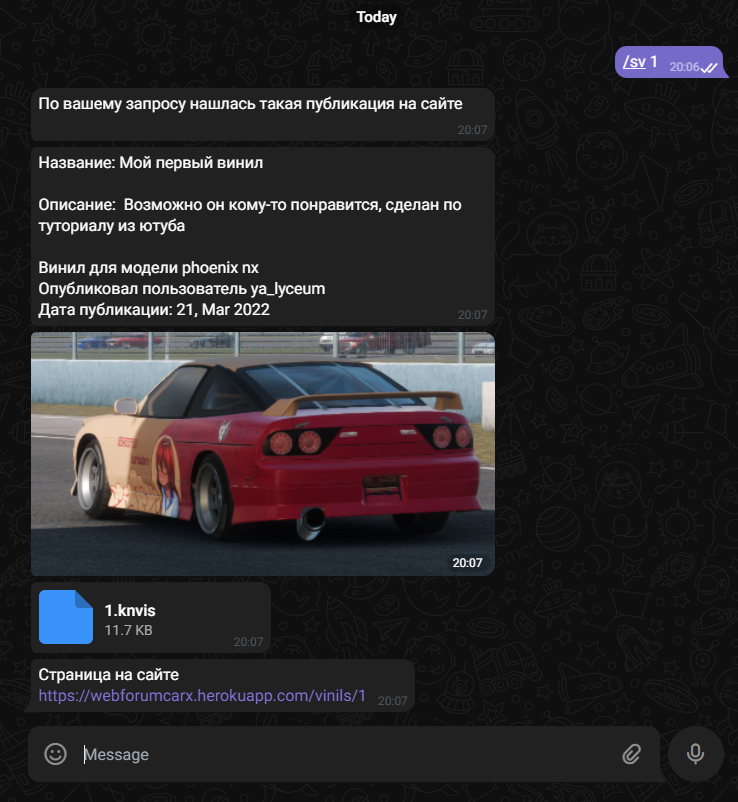 Today
/sv 1 20:06
По вашему запросу нашлась такая публикация на сайте
20:07
Название: Мой первый винил
Описание:  Возможно он кому-то понравится, сделан по
туториалу из ютуба
Винил для модели phoenix nx
Опубликовал пользователь ya_lyceum
Дата публикации: 21, Mar 2022 20:07
20:07
1.knvis
11.7 KB
20:07
Страница на сайте
https://webforumcarx.herokuapp.com/vinils/1 20:07
Message